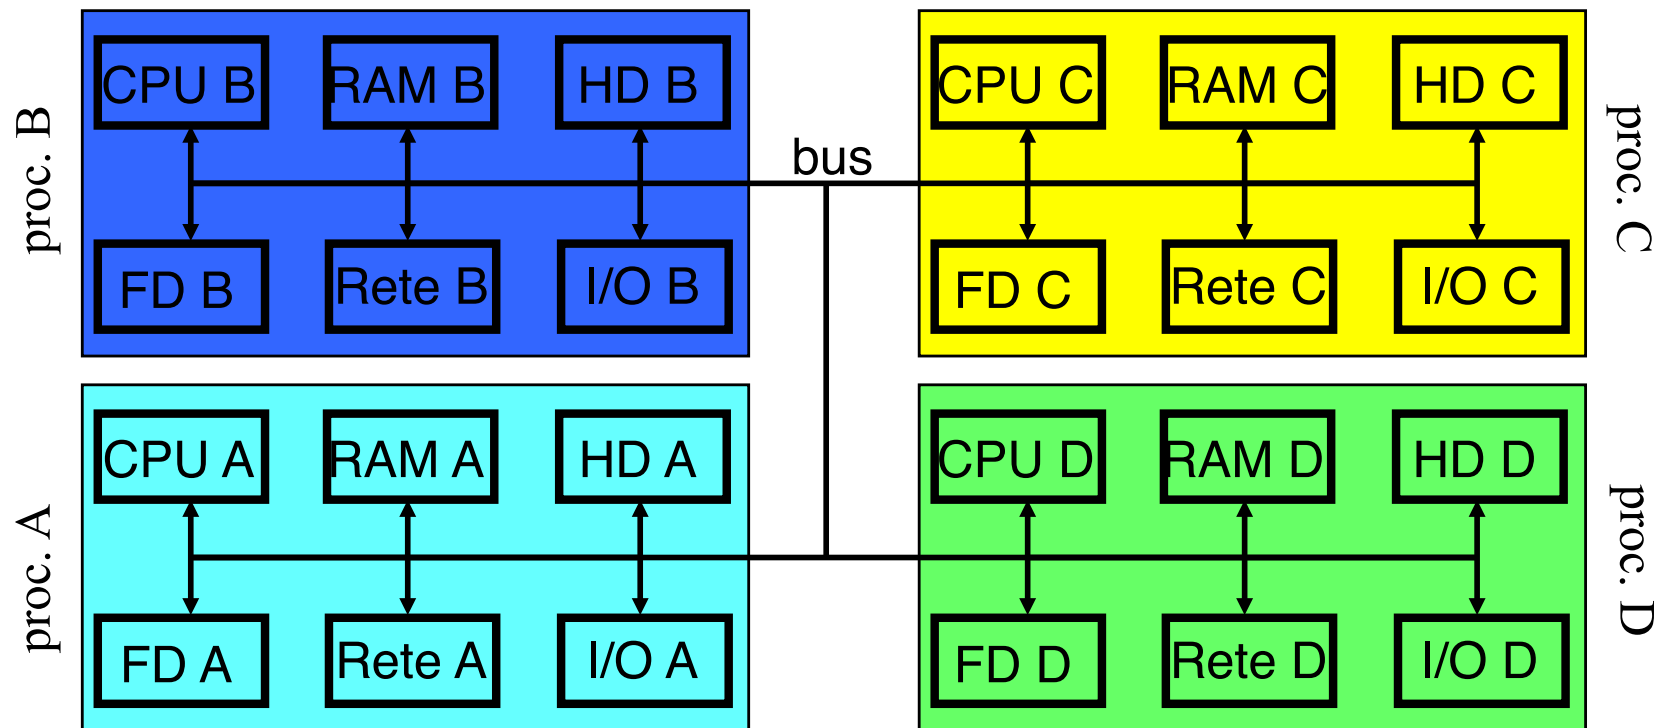 proc. B
CPU B
RAM B
HD B
FD B
Rete B
I/O B
bus
CPU C
RAM C
HD C
FD C
Rete C
I/O C
proc. C
proc. A
CPU A
RAM A
HD A
FD A
Rete A
I/O A
CPU D
RAM D
HD D
FD D
Rete D
I/O D
proc. D